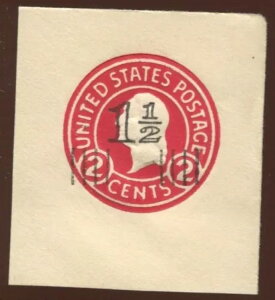 UNITED STATES POSTAGE
1 1/2
2 2
CENTS